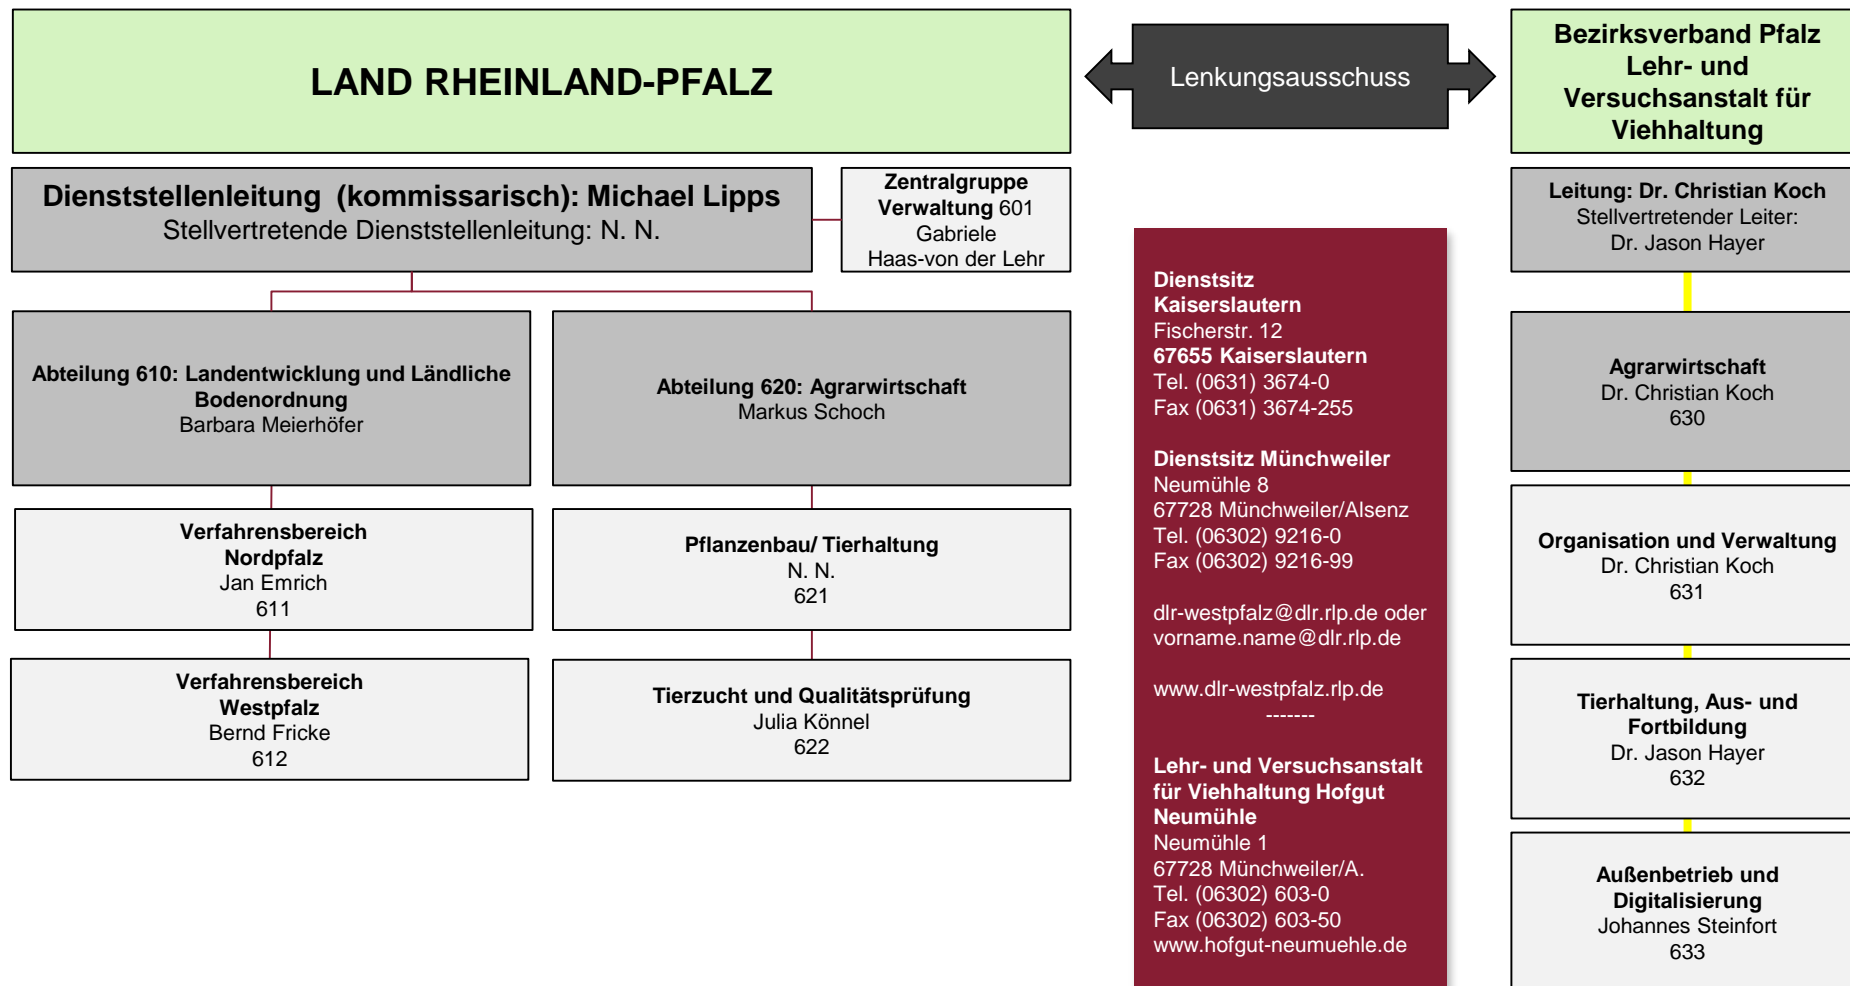 LAND RHEINLAND-PFALZ
Lenkungsausschuss
Bezirksverband Pfalz
Lehr- und
Versuchsanstalt für
Viehhaltung
Dienststellenleitung (kommissarisch): Michael Lipps
Stellvertretende Dienststellenleitung: N. N.
Zentralgruppe
Verwaltung 601
Gabriele
Haas-von der Lehr
Leitung: Dr. Christian Koch
Stellvertretender Leiter:
Dr. Jason Hayer
Abteilung 610: Landentwicklung und Ländliche
Bodenordnung
Barbara Meierhöfer
Abteilung 620: Agrarwirtschaft
Markus Schoch
Verfahrensbereich
Nordpfalz
Jan Emrich
611
Pflanzenbau/ Tierhaltung
N. N.
621
Verfahrensbereich
Westpfalz
Bernd Fricke
612
Tierzucht und Qualitätsprüfung
Julia Können
622
Dienstsitz
Kaiserslautern
Fischerstr. 12
67655 Kaiserslautern
Tel. (0631) 3674-0
Fax (0631) 3674-255
Dienstsitz Münchweiler
Neumühle 8
67728 Münchweiler/Alsenz
Tel. (06302) 9216-0
Fax (06302) 9216-99
dlr-westpfalz@dlr.rlp.de oder
vorname.name@dlr.rlp.de
www.dlr-westpfalz.rlp.de
-------
Lehr- und Versuchsanstalt
für Viehhaltung Hofgut
Neumühle
Neumühle 1
67728 Münchweiler/A.
Tel. (06302) 603-0
Fax (06302) 603-50
www.hofgut-neumuehle.de
Agrarwirtschaft
Dr. Christian Koch
630
Organisation und Verwaltung
Dr. Christian Koch
631
Tierhaltung, Aus- und
Fortbildung
Dr. Jason Hayer
632
Außenbetrieb und
Digitalisierung
Johannes Steinfort
633